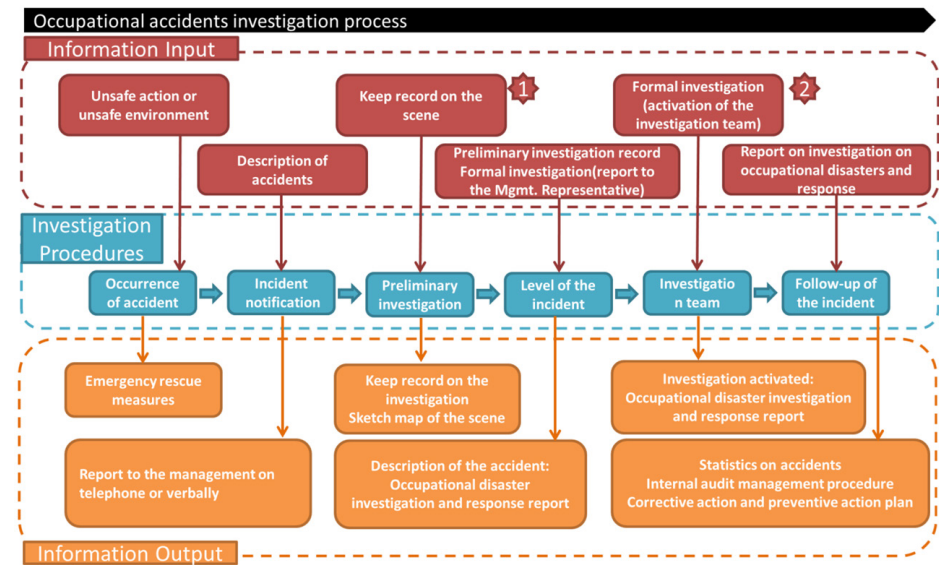 Occupational accidents investigation process
Information Input
Unsafe action or
unsafe environment
Keep record on the
scene
1
Formal investigation
(activation of the
investigation team)
2
Description of
accidents
Preliminary investigation record
Formal investigation(report to
the Mgmt. Representative)
Report on investigation on
occupational disasters and
response
Investigation
Procedures
Occurrence
of accident
Incident
notification
Preliminary
investigation
Level of the
incident
Investigatio
n team
Follow-up of
the incident
Emergency rescue
measures
Keep record on the
investigation
Sketch map of the scene
Investigation activated:
Occupational disaster investigation
and response report
Report to the management on
telephone or verbally
Description of the accident:
Occupational disaster
investigation and response report
Statistics on accidents
Internal audit management procedure
Corrective action and preventive action plan
Information Output